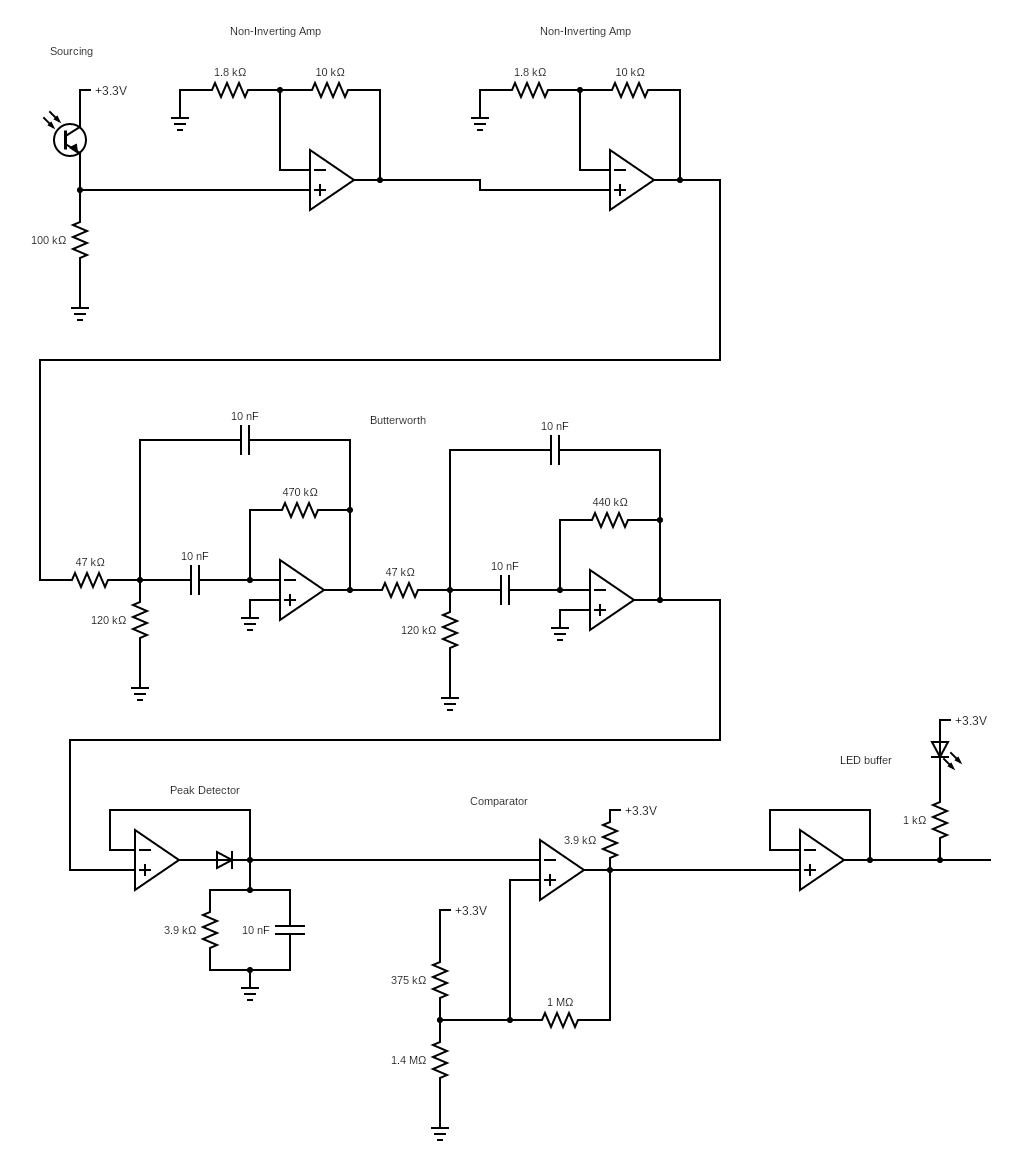 Non-Inverting Amp
Non-Inverting Amp
Sourcing
1.8 kΩ
10 kΩ
1.8 kΩ
10 kΩ
+3.3V
100 kΩ
10 nF
Butterworth
10 nF
470 kΩ
440 kΩ
47 kΩ
10 nF
47 kΩ
10 nF
120 kΩ
120 kΩ
+3.3V
LED buffer
Peak Detector
Comparator
+3.3V
1 kΩ
3.9 kΩ
+3.3V
3.9 kΩ
10 nF
375 kΩ
1 MΩ
1.4 MΩ